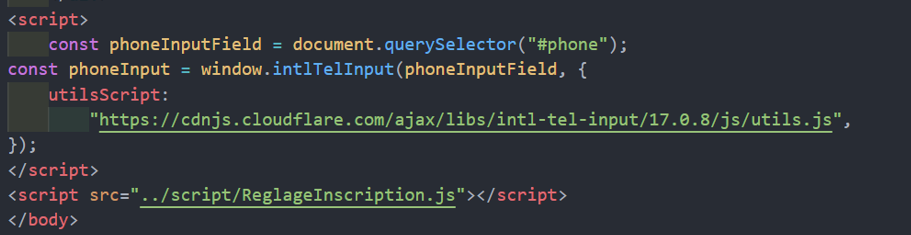 <script>
const phoneInputField = document.querySelector("#phone");
const phoneInput = window.intlTelInput(phoneInputField, {
utilsScript:
"https://cdnjs.cloudflare.com/ajax/libs/intl-tel-input/17.0.8/js/utils.js",
});
</script>
<script src="../script/ReglageInscription.js"></script>
</body>